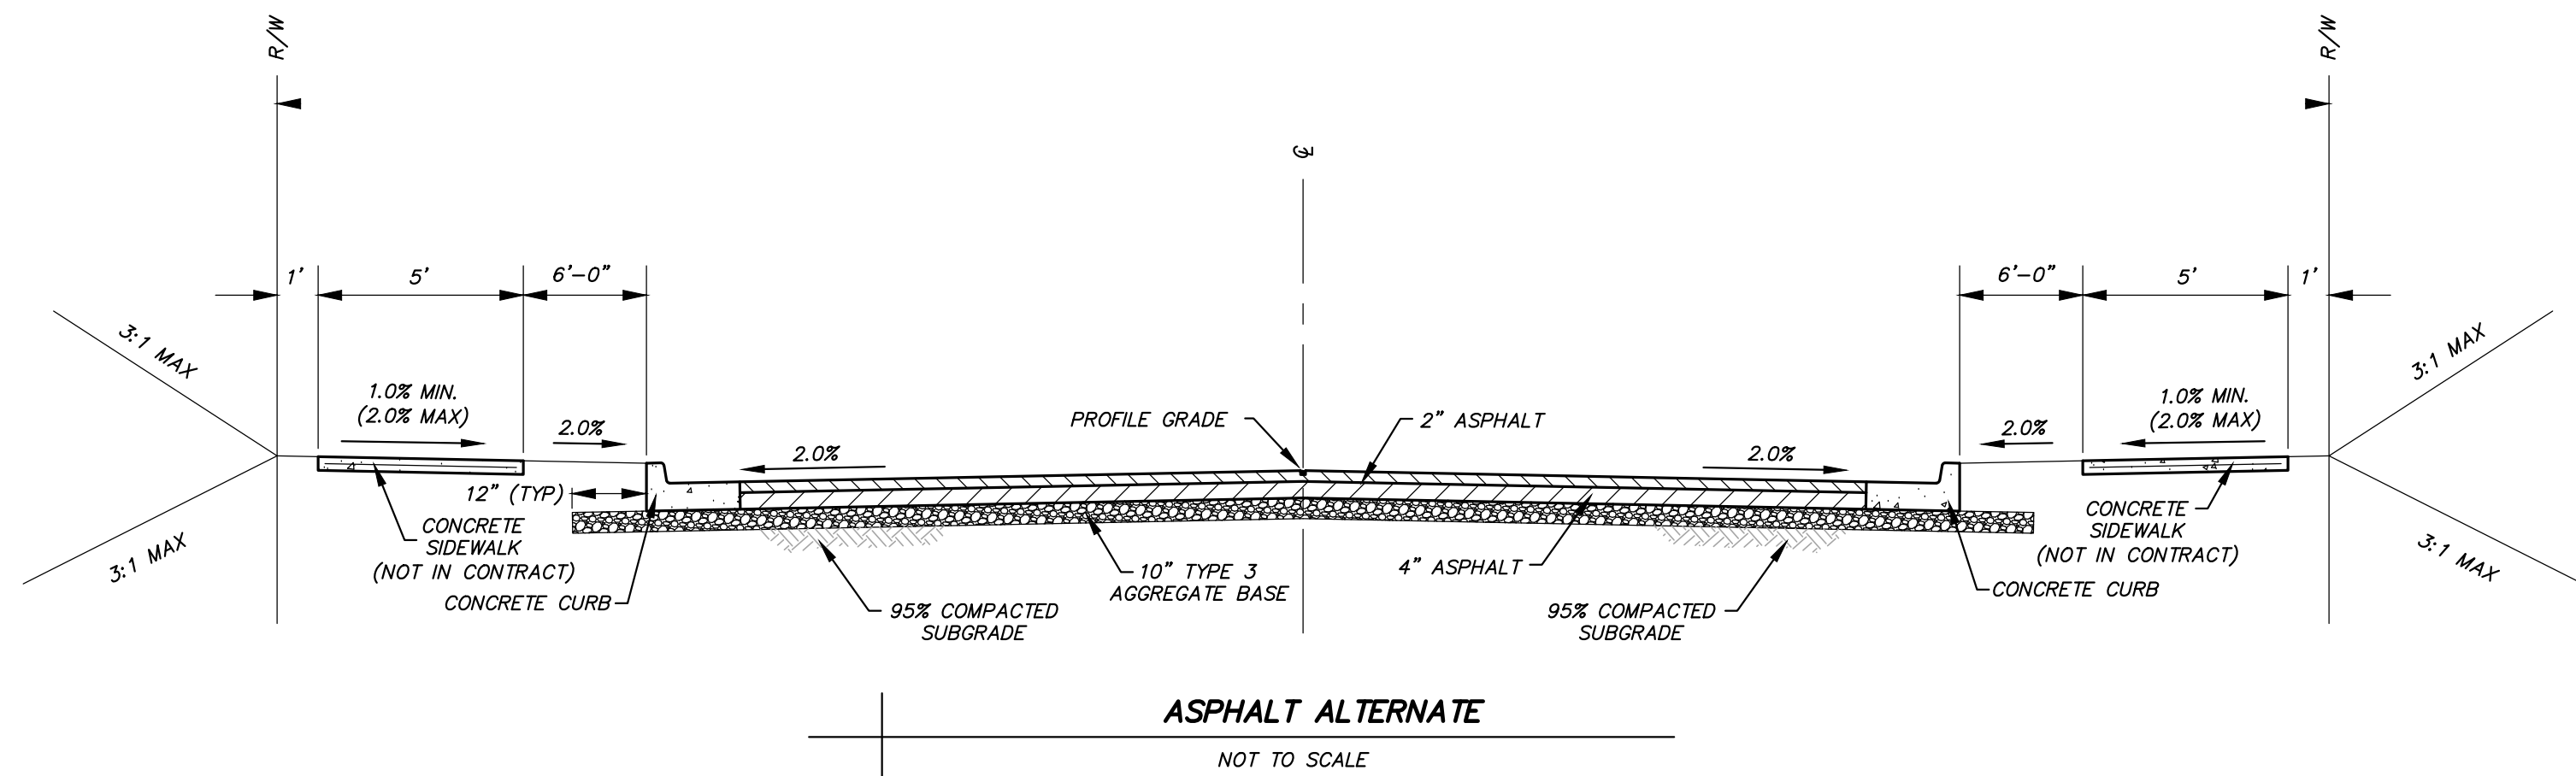 R/W
R/W
℄
1'
5'
6'-0"
6'-0"
5'
1'
3:1 MAX
3:1 MAX
1.0% MIN.
(2.0% MAX)
2.0%
2.0%
PROFILE GRADE
2" ASPHALT
2.0%
2.0%
1.0% MIN.
(2.0% MAX)
12" (TYP)
CONCRETE
SIDEWALK
(NOT IN CONTRACT)
CONCRETE CURB
3:1 MAX
95% COMPACTED
SUBGRADE
10" TYPE 3
AGGREGATE BASE
4" ASPHALT
95% COMPACTED
SUBGRADE
CONCRETE
SIDEWALK
(NOT IN CONTRACT)
CONCRETE CURB
3:1 MAX
ASPHALT ALTERNATE
NOT TO SCALE